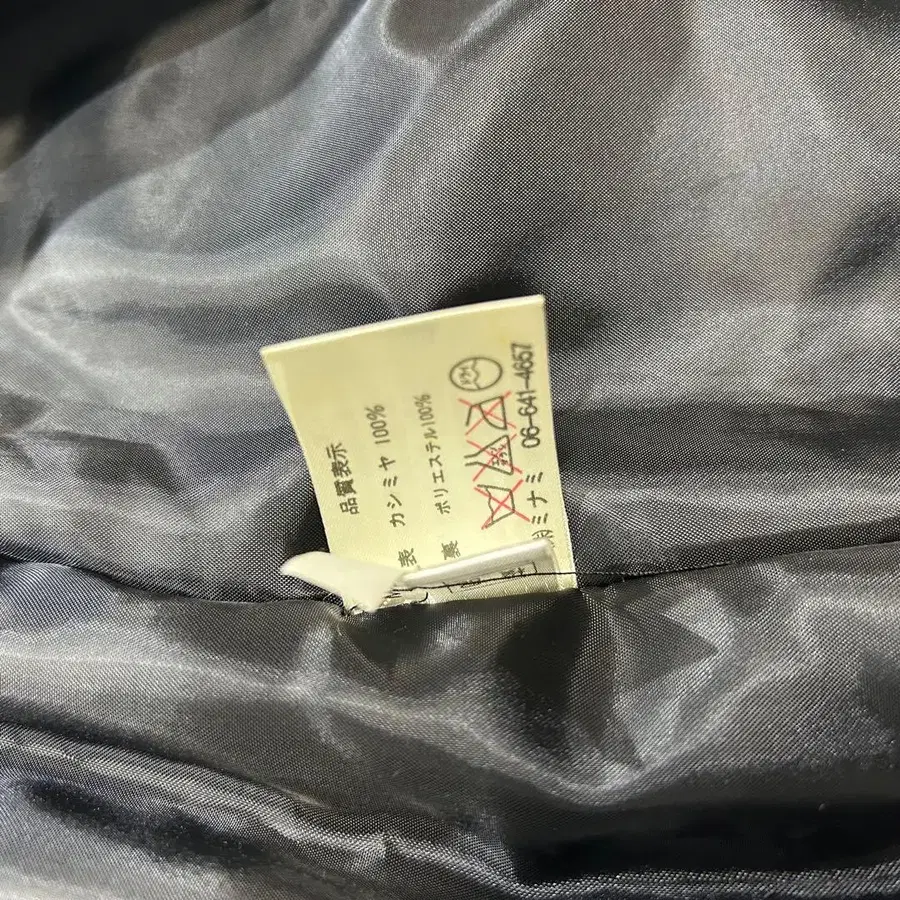 品質表示
表 カシミヤ 100%
裏 ポリエステル100%
㈲ミナミ 06-641-4657